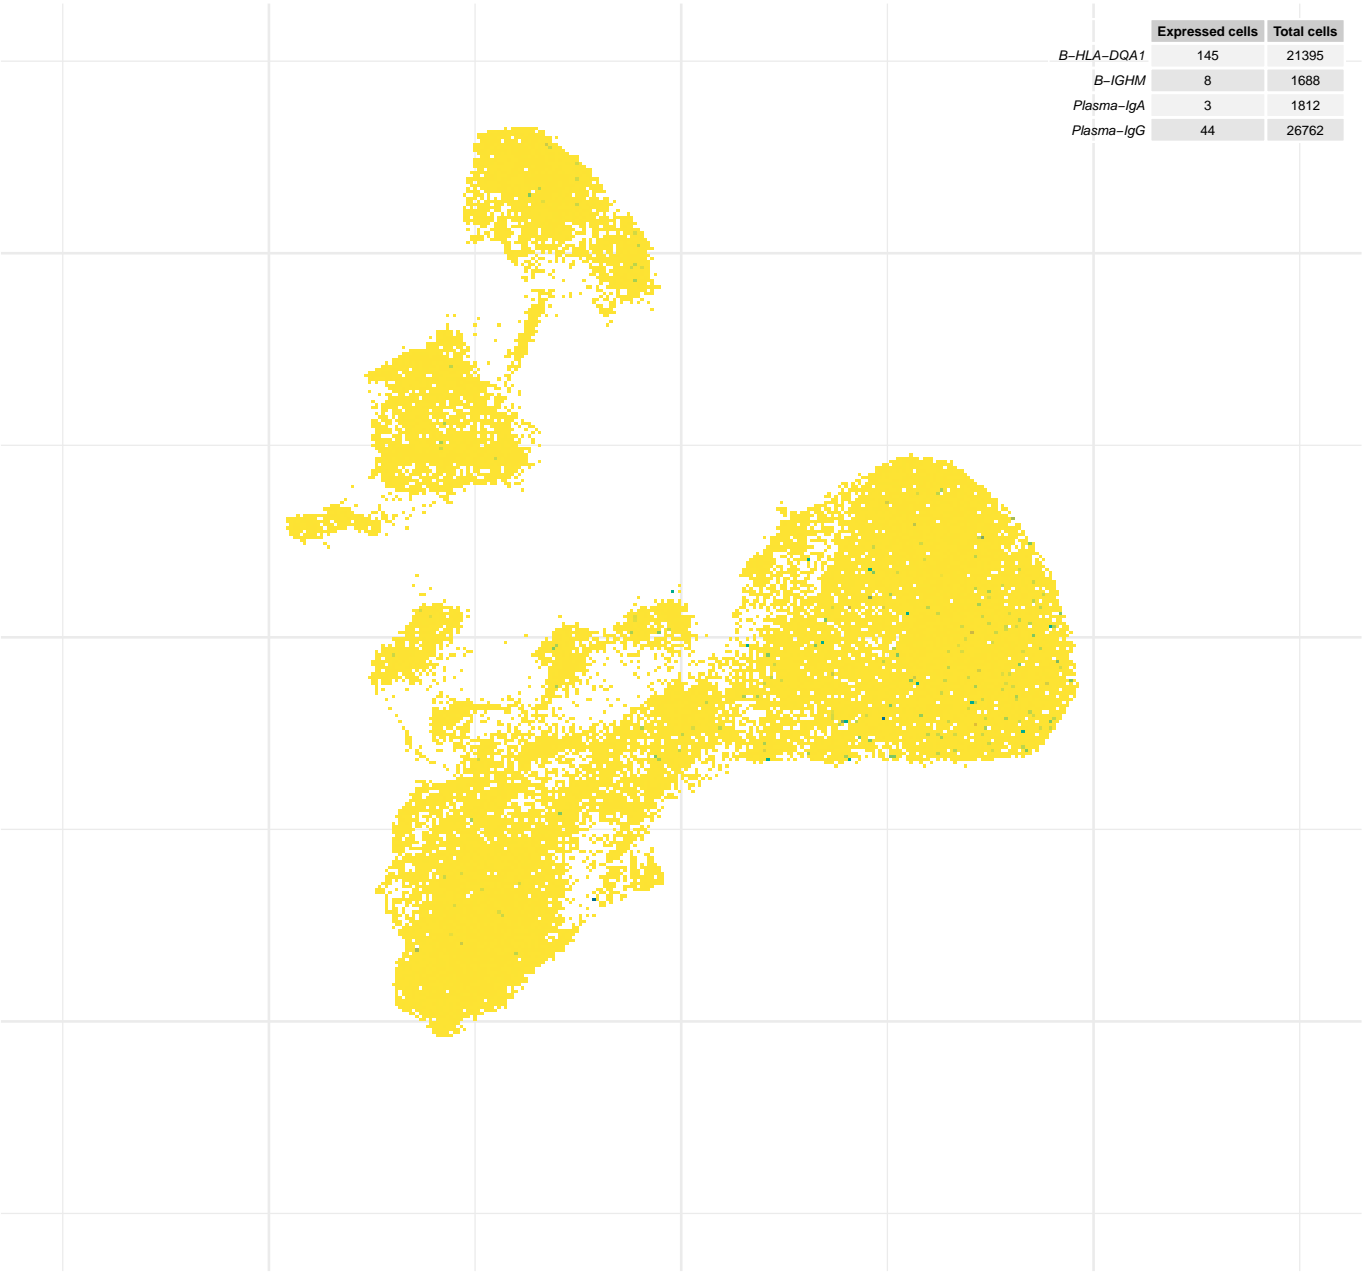 Expressed cells Total cells
B−HLA−DQA1 145 21395
B−IGHM 8 1688
Plasma−IgA 3 1812
Plasma−IgG 44 26762